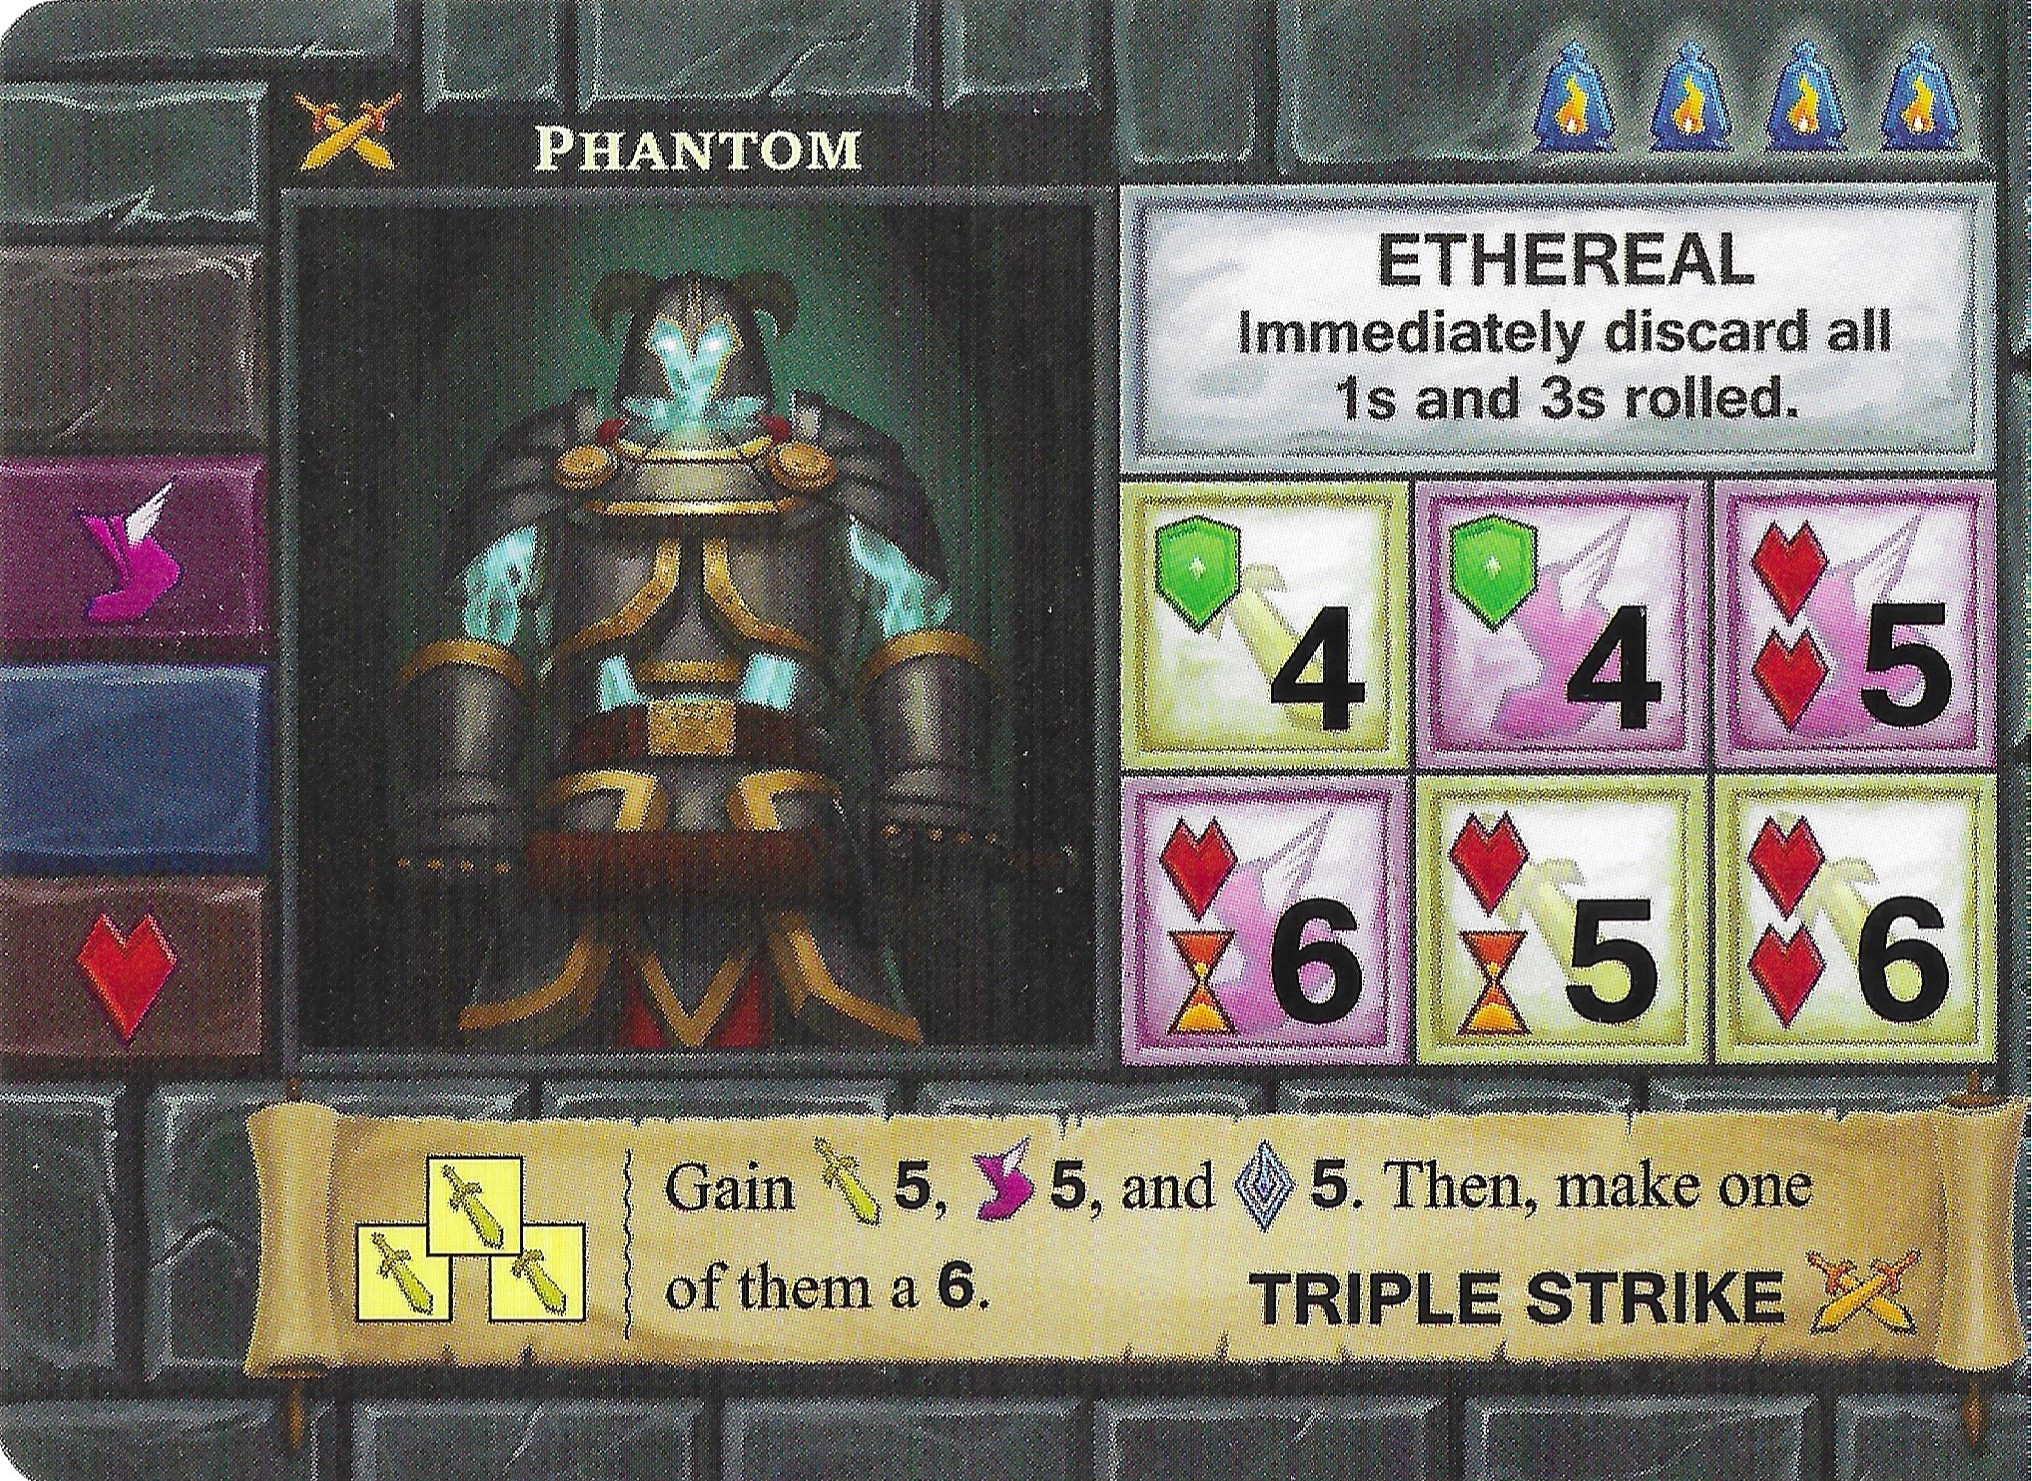 PHANTOM
ETHEREAL
Immediately discard all
1s and 3s rolled.
4 4 5
6 5 6
Gain 5, 5, and 5. Then, make one
of them a 6.
TRIPLE STRIKE